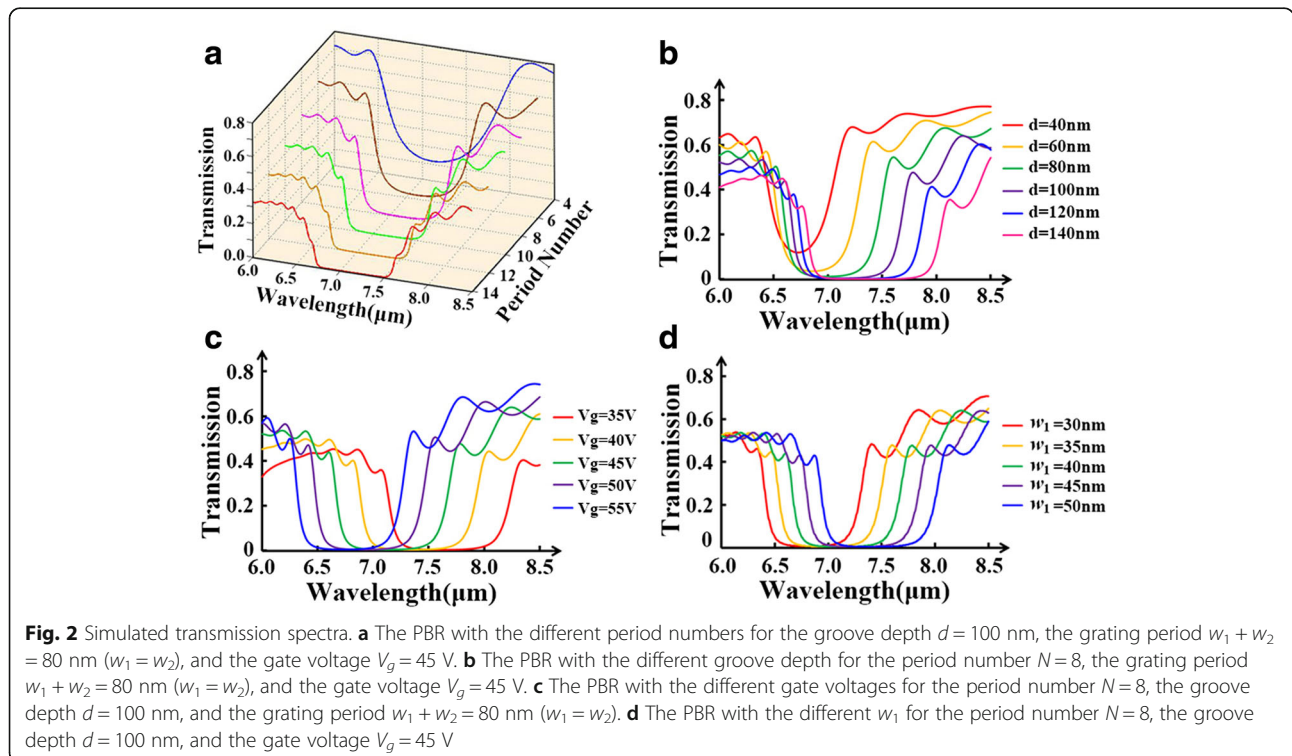 a
Transmission
0.8
0.6
0.4
0.2
0.0
6.0 6.5 7.0 7.5 8.0 8.5
Wavelength(μm)
14 12 10 8 6 4
Period Number
b
Transmission
0.8
0.6
0.4
0.2
0
6.0 6.5 7.0 7.5 8.0 8.5
Wavelength(μm)
d=40nm
d=60nm
d=80nm
d=100nm
d=120nm
d=140nm
c
Transmission
0.8
0.6
0.4
0.2
0
6.0 6.5 7.0 7.5 8.0 8.5
Wavelength(μm)
Vg=35V
Vg=40V
Vg=45V
Vg=50V
Vg=55V
d
Transmission
0.8
0.6
0.4
0.2
0
6.0 6.5 7.0 7.5 8.0 8.5
Wavelength(μm)
w₁=30nm
w₁=35nm
w₁=40nm
w₁=45nm
w₁=50nm
Fig. 2 Simulated transmission spectra. a The PBR with the different period numbers for the groove depth d = 100 nm, the grating period w₁ + w₂
= 80 nm (w₁ = w₂), and the gate voltage Vg = 45 V. b The PBR with the different groove depth for the period number N = 8, the grating period
w₁ + w₂ = 80 nm (w₁ = w₂), and the gate voltage Vg = 45 V. c The PBR with the different gate voltages for the period number N = 8, the groove
depth d = 100 nm, and the grating period w₁ + w₂ = 80 nm (w₁ = w₂). d The PBR with the different w₁ for the period number N = 8, the groove
depth d = 100 nm, and the gate voltage Vg = 45 V